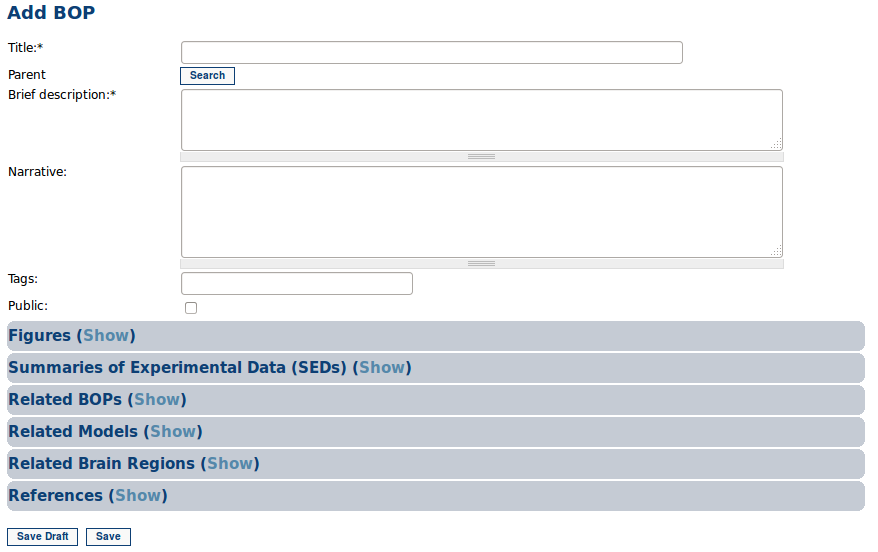 Add BOP
Title:*
Parent Search
Brief description:*
Narrative:
Tags:
Public:
Figures (Show)
Summaries of Experimental Data (SEDs) (Show)
Related BOPs (Show)
Related Models (Show)
Related Brain Regions (Show)
References (Show)
Save Draft Save